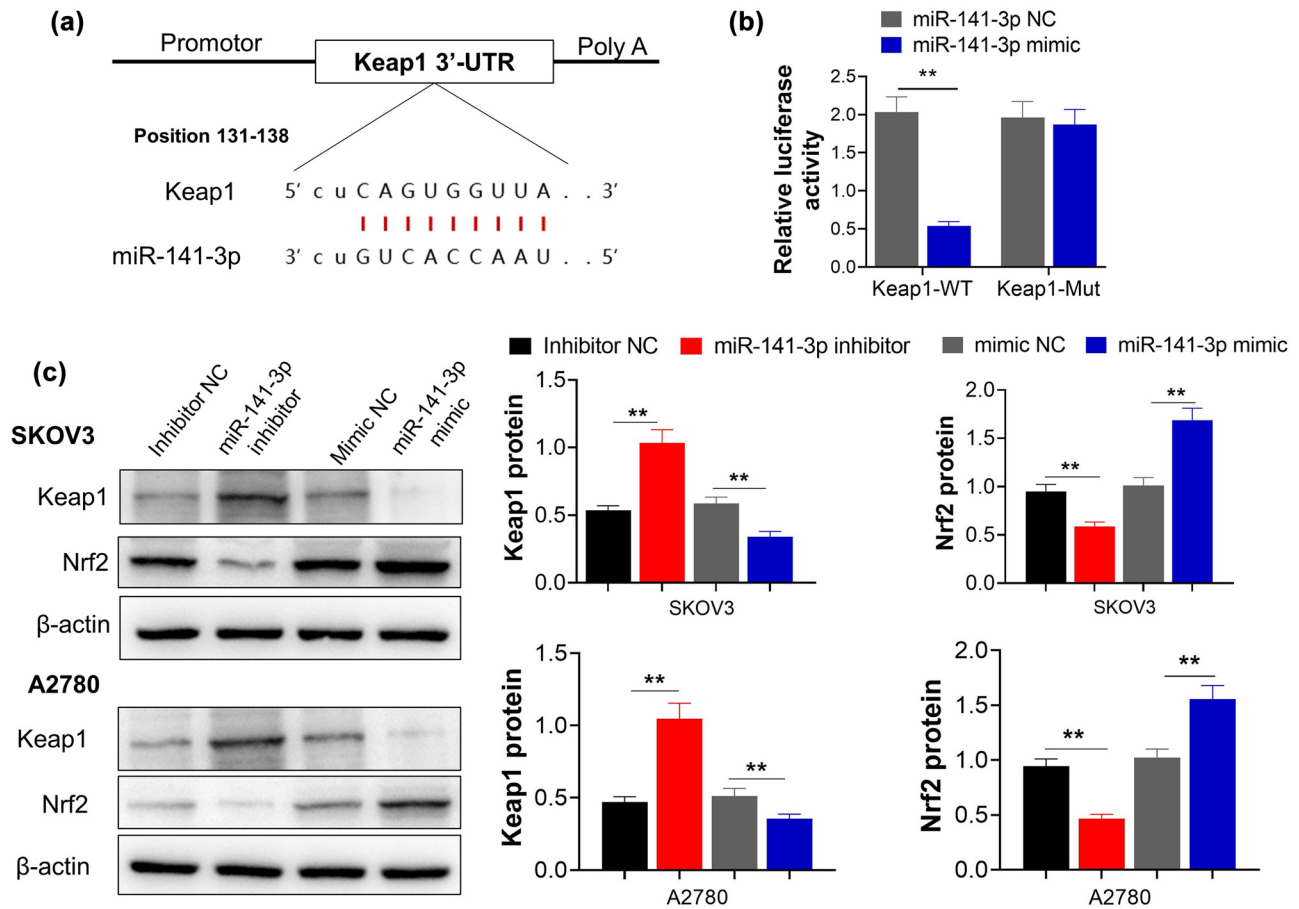 (a)
Promotor
Keap1 3'-UTR
Poly A
Position 131-138
Keap1 5' c u C A G U G G U U A . . 3'
miR-141-3p 3' c u G U C A C C A A U . . 5'
(b)
miR-141-3p NC
miR-141-3p mimic
Relative luciferase
activity
2.5
2.0
1.5
1.0
0.5
0.0
**
Keap1-WT
Keap1-Mut
(c)
SKOV3
Inhibitor NC
miR-141-3p
inhibitor
Mimic NC
miR-141-3p
mimic
Keap1
Nrf2
β-actin
A2780
Keap1
Nrf2
β-actin
Inhibitor NC
miR-141-3p inhibitor
mimic NC
miR-141-3p mimic
Keap1 protein
1.5
1.0
0.5
0.0
**
**
SKOV3
Nrf2 protein
2.0
1.5
1.0
0.5
0.0
**
**
SKOV3
Keap1 protein
1.5
1.0
0.5
0.0
**
**
A2780
Nrf2 protein
2.0
1.5
1.0
0.5
0.0
**
**
A2780